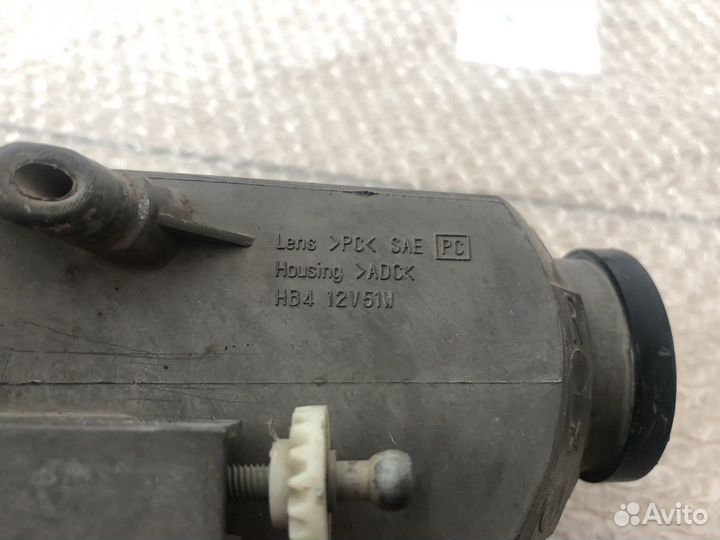 Lens >PC< SAE PC
Housing >ADC<
HB4 12V51W
Avito